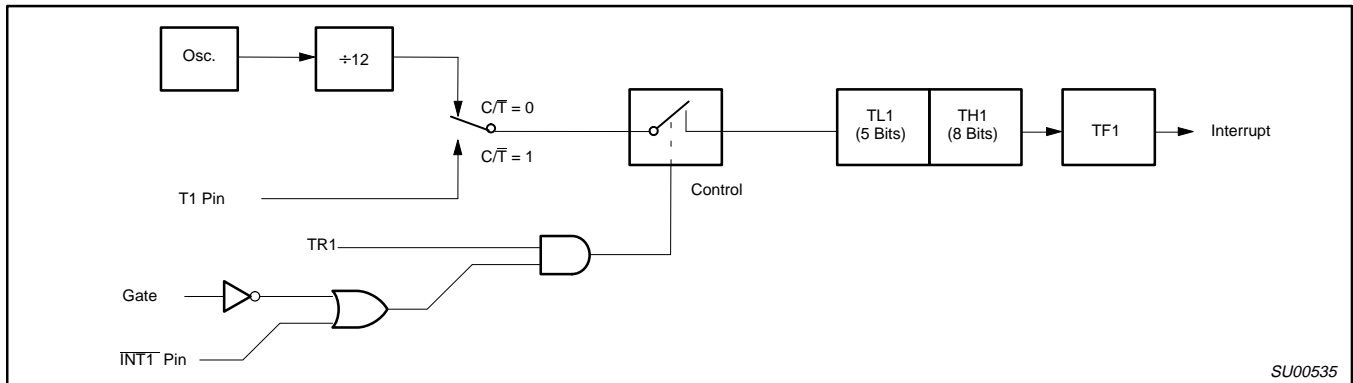 Osc.
÷12
C/T̅ = 0
C/T̅ = 1
T1 Pin
TL1
(5 Bits)
TH1
(8 Bits)
TF1
Interrupt
Control
TR1
Gate
I̅N̅T̅1̅ Pin
SU00535